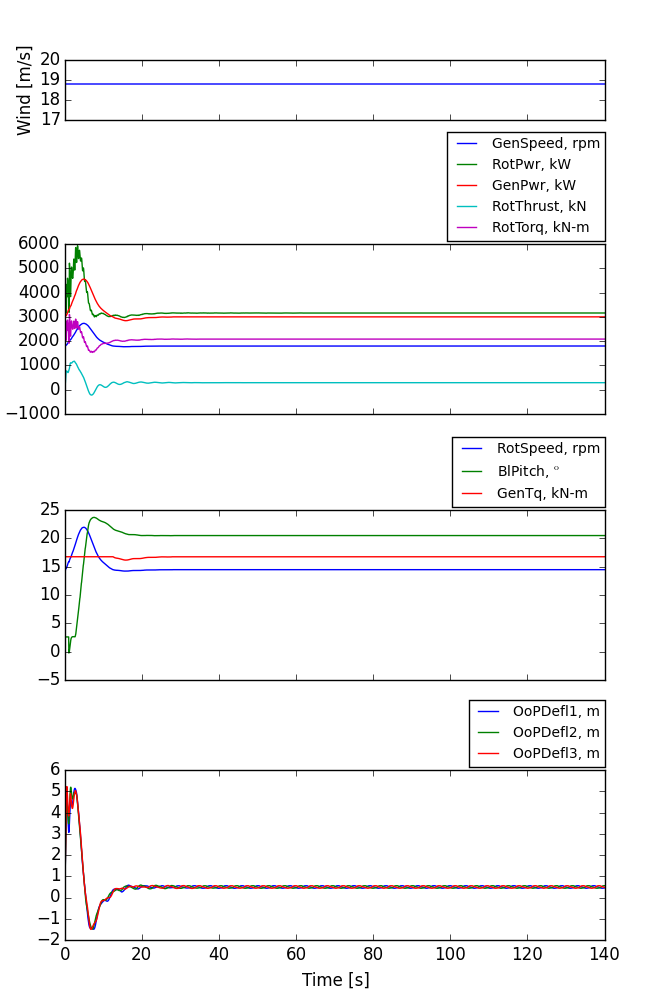 Wind [m/s]
20
19
18
17
GenSpeed, rpm
RotPwr, kW
GenPwr, kW
RotThrust, kN
RotTorq, kN-m
6000
5000
4000
3000
2000
1000
0
−1000
RotSpeed, rpm
BlPitch, °
GenTq, kN-m
25
20
15
10
5
0
−5
OoPDefl1, m
OoPDefl2, m
OoPDefl3, m
6
5
4
3
2
1
0
−1
−2
0 20 40 60 80 100 120 140
Time [s]